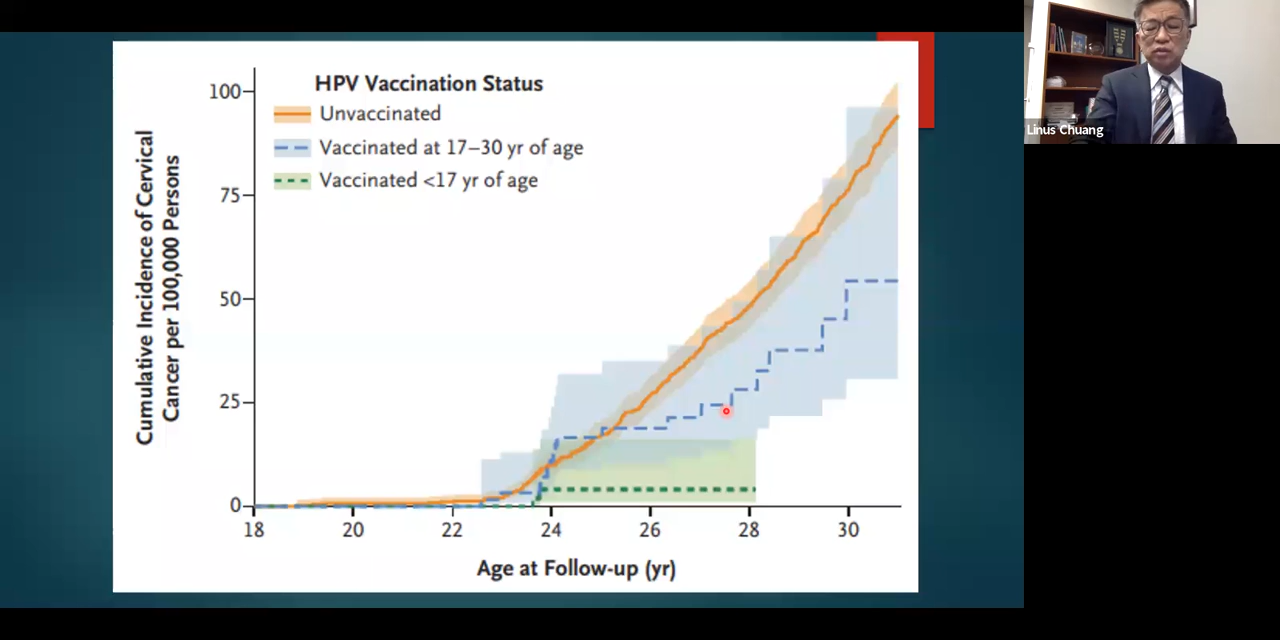 HPV Vaccination Status
Unvaccinated
Vaccinated at 17–30 yr of age
Vaccinated <17 yr of age
Cumulative Incidence of Cervical
Cancer per 100,000 Persons
100
75
50
25
0
18 20 22 24 26 28 30
Age at Follow-up (yr)
Linus Chuang